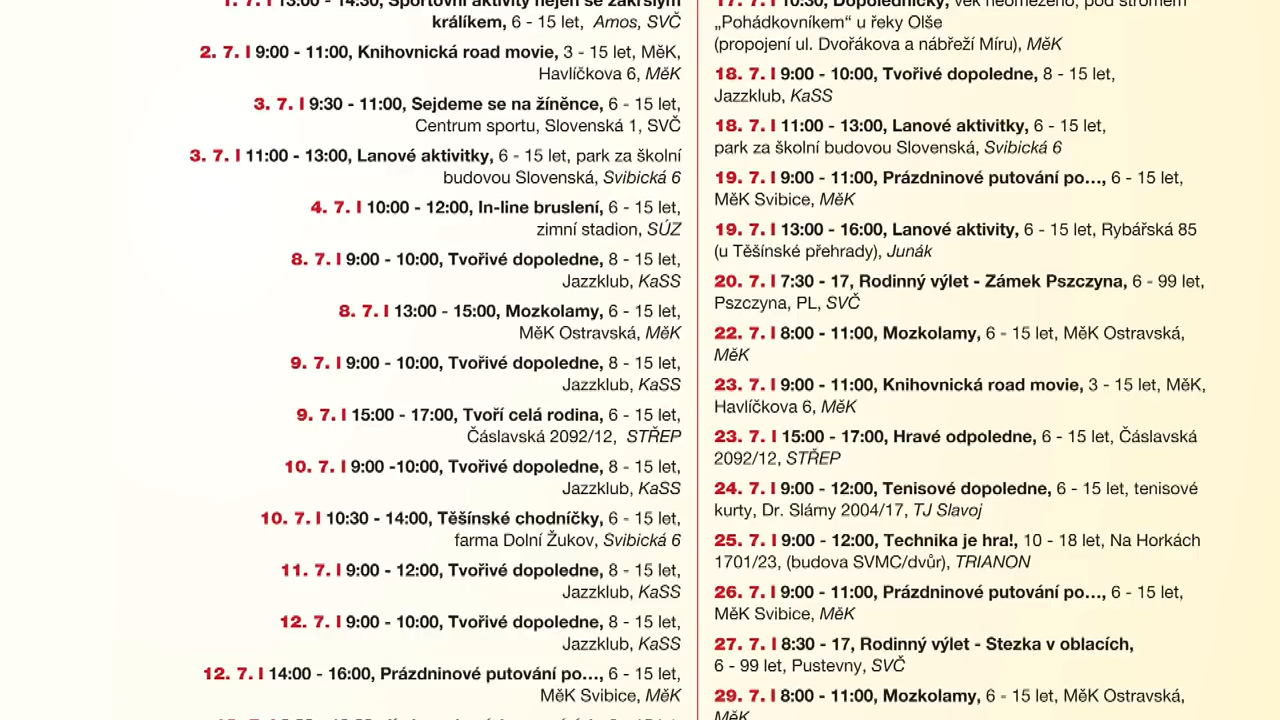 1. 7. I 13:00 - 14:30, Sportovní aktivity nejen se zakrslým
králíkem, 6 - 15 let, Amos, SVČ
2. 7. I 9:00 - 11:00, Knihovnická road movie, 3 - 15 let, MěK,
Havlíčkova 6, MěK
3. 7. I 9:30 - 11:00, Sejdeme se na žíněnce, 6 - 15 let,
Centrum sportu, Slovenská 1, SVČ
3. 7. I 11:00 - 13:00, Lanové aktivitky, 6 - 15 let, park za školní
budovou Slovenská, Svibická 6
4. 7. I 10:00 - 12:00, In-line bruslení, 6 - 15 let,
zimní stadion, SÚZ
8. 7. I 9:00 - 10:00, Tvořivé dopoledne, 8 - 15 let,
Jazzklub, KaSS
8. 7. I 13:00 - 15:00, Mozkolamy, 6 - 15 let,
MěK Ostravská, MěK
9. 7. I 9:00 - 10:00, Tvořivé dopoledne, 8 - 15 let,
Jazzklub, KaSS
9. 7. I 15:00 - 17:00, Tvoří celá rodina, 6 - 15 let,
Čáslavská 2092/12, STŘEP
10. 7. I 9:00 -10:00, Tvořivé dopoledne, 8 - 15 let,
Jazzklub, KaSS
10. 7. I 10:30 - 14:00, Těšínské chodníčky, 6 - 15 let,
farma Dolní Žukov, Svibická 6
11. 7. I 9:00 - 12:00, Tvořivé dopoledne, 8 - 15 let,
Jazzklub, KaSS
12. 7. I 9:00 - 10:00, Tvořivé dopoledne, 8 - 15 let,
Jazzklub, KaSS
12. 7. I 14:00 - 16:00, Prázdninové putování po..., 6 - 15 let,
MěK Svibice, MěK
17. 7. I 10:30, Dopolednicky, věk neomezeno, pod stromem
„Pohádkovníkem“ u řeky Olše
(propojení ul. Dvořákova a nábřeží Míru), MěK
18. 7. I 9:00 - 10:00, Tvořivé dopoledne, 8 - 15 let,
Jazzklub, KaSS
18. 7. I 11:00 - 13:00, Lanové aktivitky, 6 - 15 let,
park za školní budovou Slovenská, Svibická 6
19. 7. I 9:00 - 11:00, Prázdninové putování po..., 6 - 15 let,
MěK Svibice, MěK
19. 7. I 13:00 - 16:00, Lanové aktivity, 6 - 15 let, Rybářská 85
(u Těšínské přehrady), Junák
20. 7. I 7:30 - 17, Rodinný výlet - Zámek Pszczyna, 6 - 99 let,
Pszczyna, PL, SVČ
22. 7. I 8:00 - 11:00, Mozkolamy, 6 - 15 let, MěK Ostravská,
MěK
23. 7. I 9:00 - 11:00, Knihovnická road movie, 3 - 15 let, MěK,
Havlíčkova 6, MěK
23. 7. I 15:00 - 17:00, Hravé odpoledne, 6 - 15 let, Čáslavská
2092/12, STŘEP
24. 7. I 9:00 - 12:00, Tenisové dopoledne, 6 - 15 let, tenisové
kurty, Dr. Slámy 2004/17, TJ Slavoj
25. 7. I 9:00 - 12:00, Technika je hra!, 10 - 18 let, Na Horkách
1701/23, (budova SVMC/dvůr), TRIANON
26. 7. I 9:00 - 11:00, Prázdninové putování po..., 6 - 15 let,
MěK Svibice, MěK
27. 7. I 8:30 - 17, Rodinný výlet - Stezka v oblacích,
6 - 99 let, Pustevny, SVČ
29. 7. I 8:00 - 11:00, Mozkolamy, 6 - 15 let, MěK Ostravská,
MěK